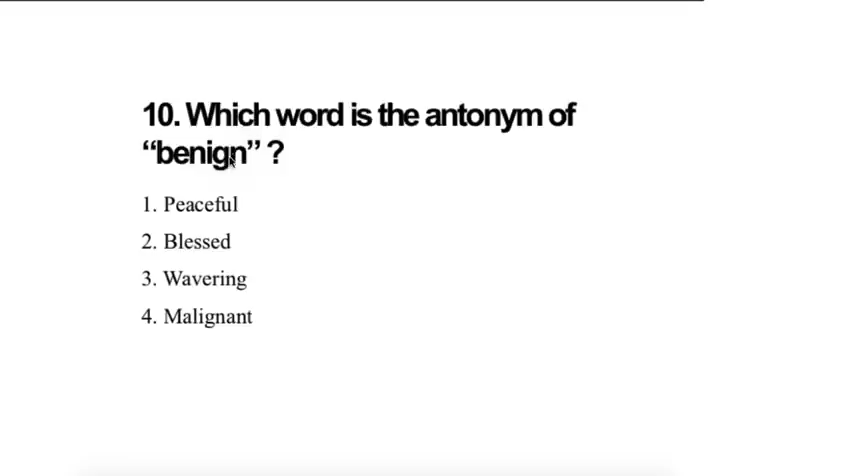 10. Which word is the antonym of
“benign” ?
1. Peaceful
2. Blessed
3. Wavering
4. Malignant